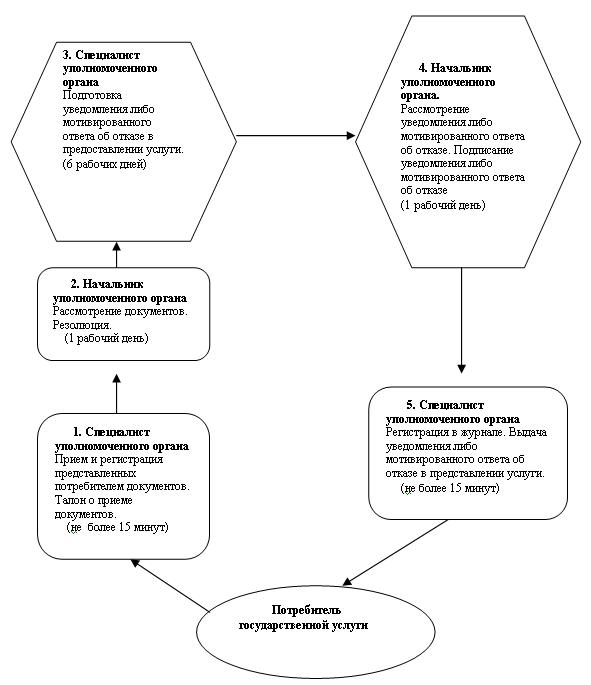 3. Специалист
уполномоченного
органа
Подготовка
уведомления либо
мотивированного
ответа об отказе в
предоставлении услуги.
(6 рабочих дней)
4. Начальник
уполномоченного
органа.
Рассмотрение
уведомления либо
мотивированного ответа
об отказе. Подписание
уведомления либо
мотивированного ответа
об отказе
(1 рабочий день)
2. Начальник
уполномоченного органа
Рассмотрение документов.
Резолюция.
(1 рабочий день)
1. Специалист
уполномоченного органа
Прием и регистрация
представленных
потребителем документов.
Талон о приеме
документов.
(не более 15 минут)
5. Специалист
уполномоченного органа
Регистрация в журнале. Выдача
уведомления либо
мотивированного ответа об
отказе в представлении услуги.
(не более 15 минут)
Потребитель
государственной услуги